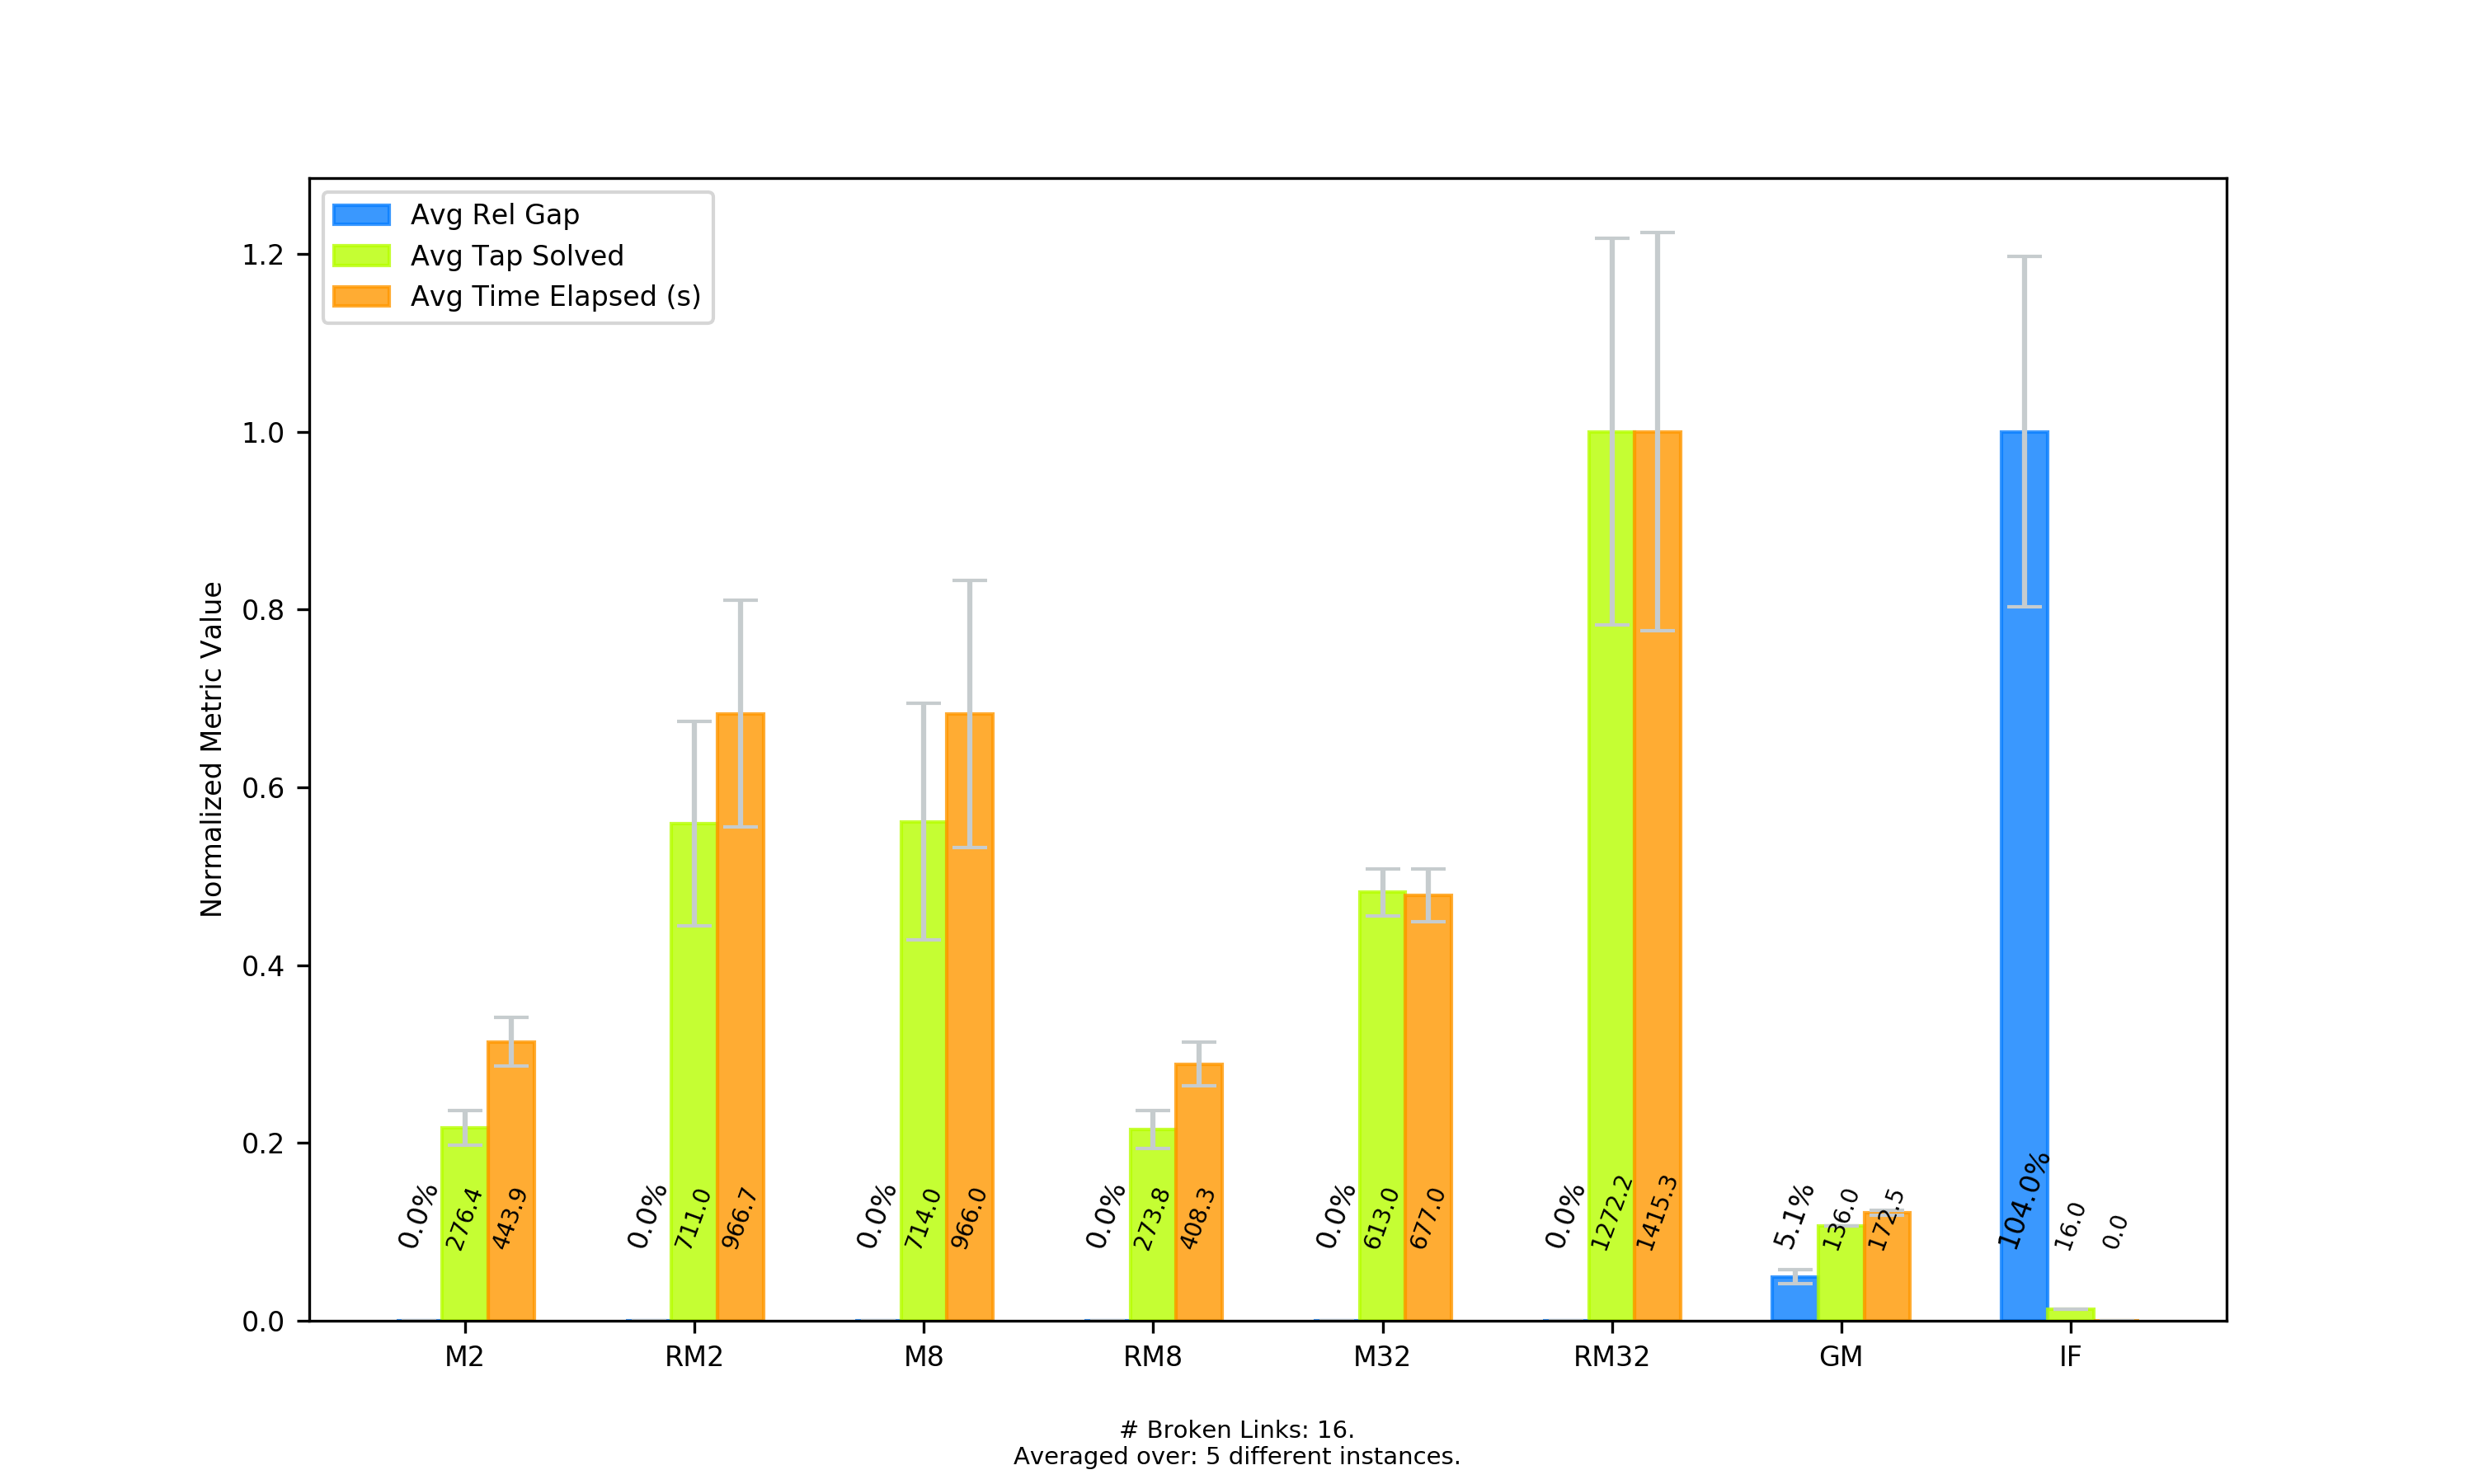 Avg Rel Gap
Avg Tap Solved
Avg Time Elapsed (s)
Normalized Metric Value
1.2
1.0
0.8
0.6
0.4
0.2
0.0
0.0% 276.4 443.9
0.0% 711.0 966.7
0.0% 714.0 966.0
0.0% 273.8 408.3
0.0% 613.0 677.0
0.0% 1272.2 1415.3
5.1% 136.0 172.5
104.0% 16.0 0.0
M2 RM2 M8 RM8 M32 RM32 GM IF
# Broken Links: 16.
Averaged over: 5 different instances.